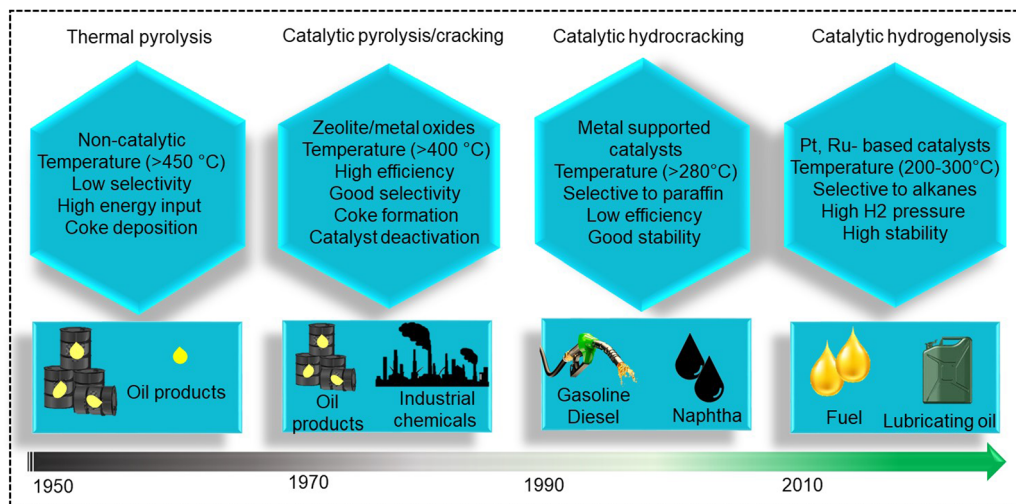 Thermal pyrolysis
Non-catalytic
Temperature (>450 °C)
Low selectivity
High energy input
Coke deposition
Oil products
Catalytic pyrolysis/cracking
Zeolite/metal oxides
Temperature (>400 °C)
High efficiency
Good selectivity
Coke formation
Catalyst deactivation
Oil
products
Industrial
chemicals
Catalytic hydrocracking
Metal supported
catalysts
Temperature (>280°C)
Selective to paraffin
Low efficiency
Good stability
Gasoline
Diesel
Naphtha
Catalytic hydrogenolysis
Pt, Ru- based catalysts
Temperature (200-300°C)
Selective to alkanes
High H2 pressure
High stability
Fuel
Lubricating oil
1950
1970
1990
2010